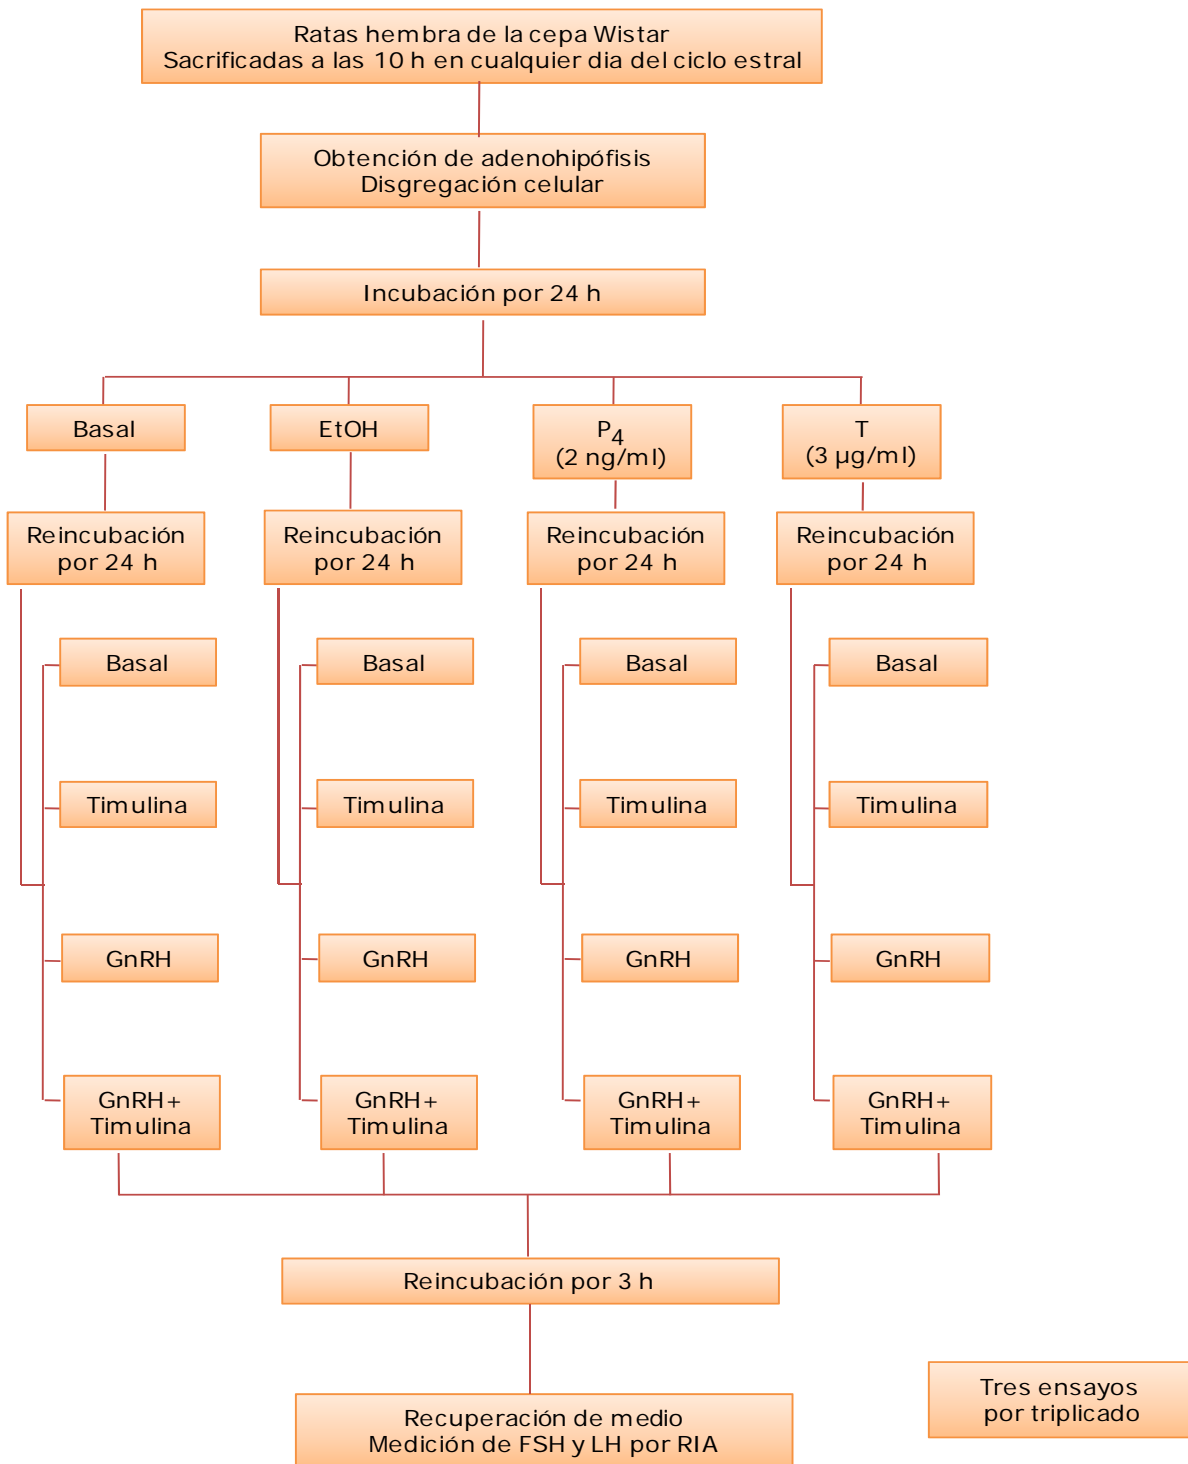 Ratas hembra de la cepa Wistar
Sacrificadas a las 10 h en cualquier dia del ciclo estral
Obtención de adenohipófisis
Disgregación celular
Incubación por 24 h
Basal
EtOH
P4
(2 ng/ml)
T
(3 µg/ml)
Reincubación
por 24 h
Reincubación
por 24 h
Reincubación
por 24 h
Reincubación
por 24 h
Basal
Basal
Basal
Basal
Timulina
Timulina
Timulina
Timulina
GnRH
GnRH
GnRH
GnRH
GnRH+
Timulina
GnRH+
Timulina
GnRH+
Timulina
GnRH+
Timulina
Reincubación por 3 h
Recuperación de medio
Medición de FSH y LH por RIA
Tres ensayos
por triplicado